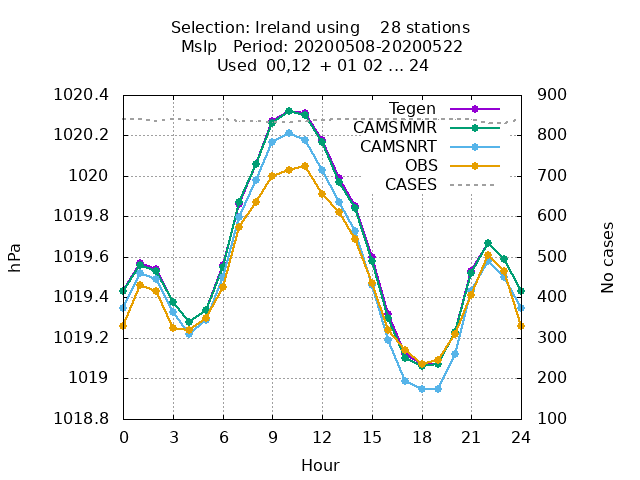 Selection: Ireland using    28 stations
Mslp   Period: 20200508-20200522
Used  00,12  + 01 02 ... 24
1020.4
1020.2
1020
1019.8
1019.6
1019.4
1019.2
1019
1018.8
hPa
Tegen
CAMSMMR
CAMSNRT
OBS
CASES
900
800
700
600
500
400
300
200
100
No cases
0 3 6 9 12 15 18 21 24
Hour